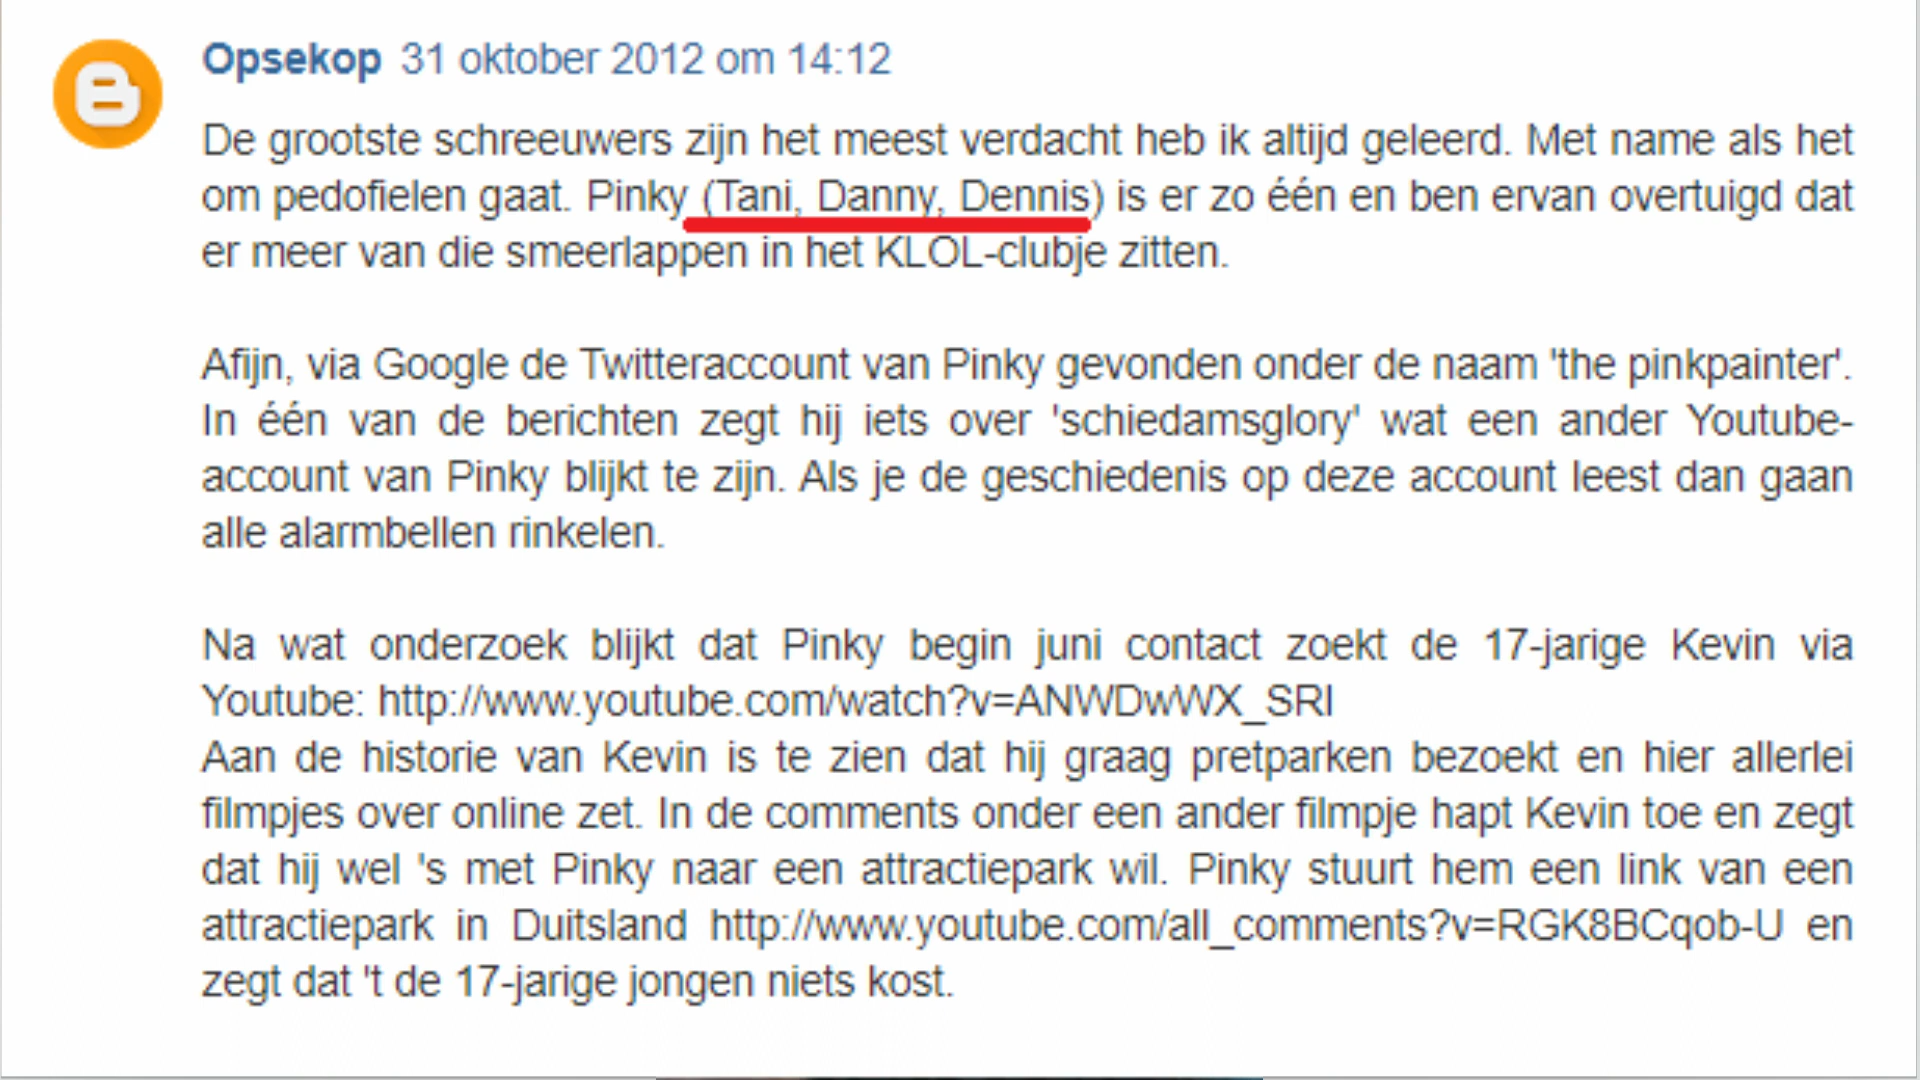 Opsekop 31 oktober 2012 om 14:12
De grootste schreeuwers zijn het meest verdacht heb ik altijd geleerd. Met name als het
om pedofielen gaat. Pinky (Tani, Danny, Dennis) is er zo één en ben ervan overtuigd dat
er meer van die smeerlappen in het KLOL-clubje zitten.
Afijn, via Google de Twitteraccount van Pinky gevonden onder de naam 'the pinkpainter'.
In één van de berichten zegt hij iets over 'schiedamsglory' wat een ander Youtube-
account van Pinky blijkt te zijn. Als je de geschiedenis op deze account leest dan gaan
alle alarmbellen rinkelen.
Na wat onderzoek blijkt dat Pinky begin juni contact zoekt de 17-jarige Kevin via
Youtube: http://www.youtube.com/watch?v=ANWDwWX_SRI
Aan de historie van Kevin is te zien dat hij graag pretparken bezoekt en hier allerlei
filmpjes over online zet. In de comments onder een ander filmpje hapt Kevin toe en zegt
dat hij wel 's met Pinky naar een attractiepark wil. Pinky stuurt hem een link van een
attractiepark in Duitsland http://www.youtube.com/all_comments?v=RGK8BCqob-U en
zegt dat 't de 17-jarige jongen niets kost.